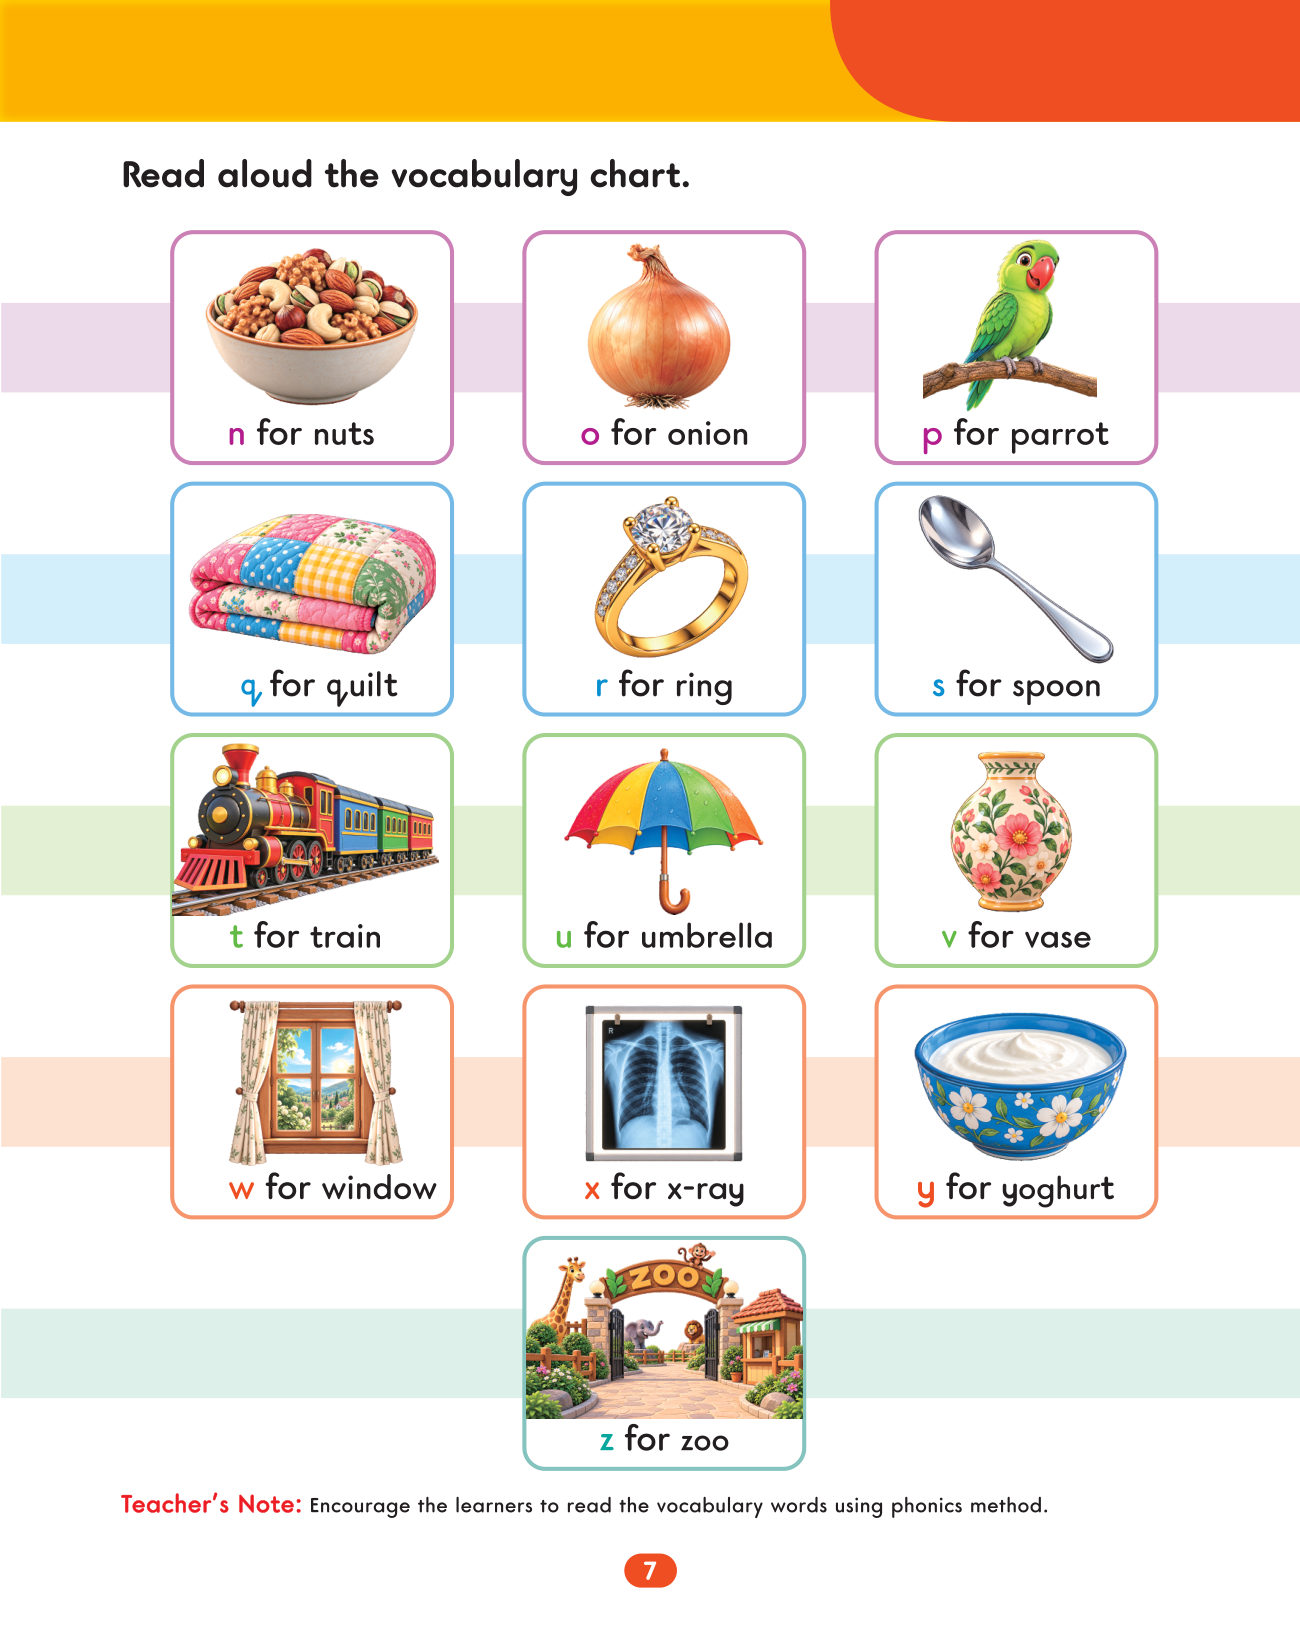 Read aloud the vocabulary chart.
n for nuts
o for onion
p for parrot
q for quilt
r for ring
s for spoon
t for train
u for umbrella
v for vase
w for window
R
x for x-ray
y for yoghurt
ZOO
z for zoo
Teacher's Note: Encourage the learners to read the vocabulary words using phonics method.
7